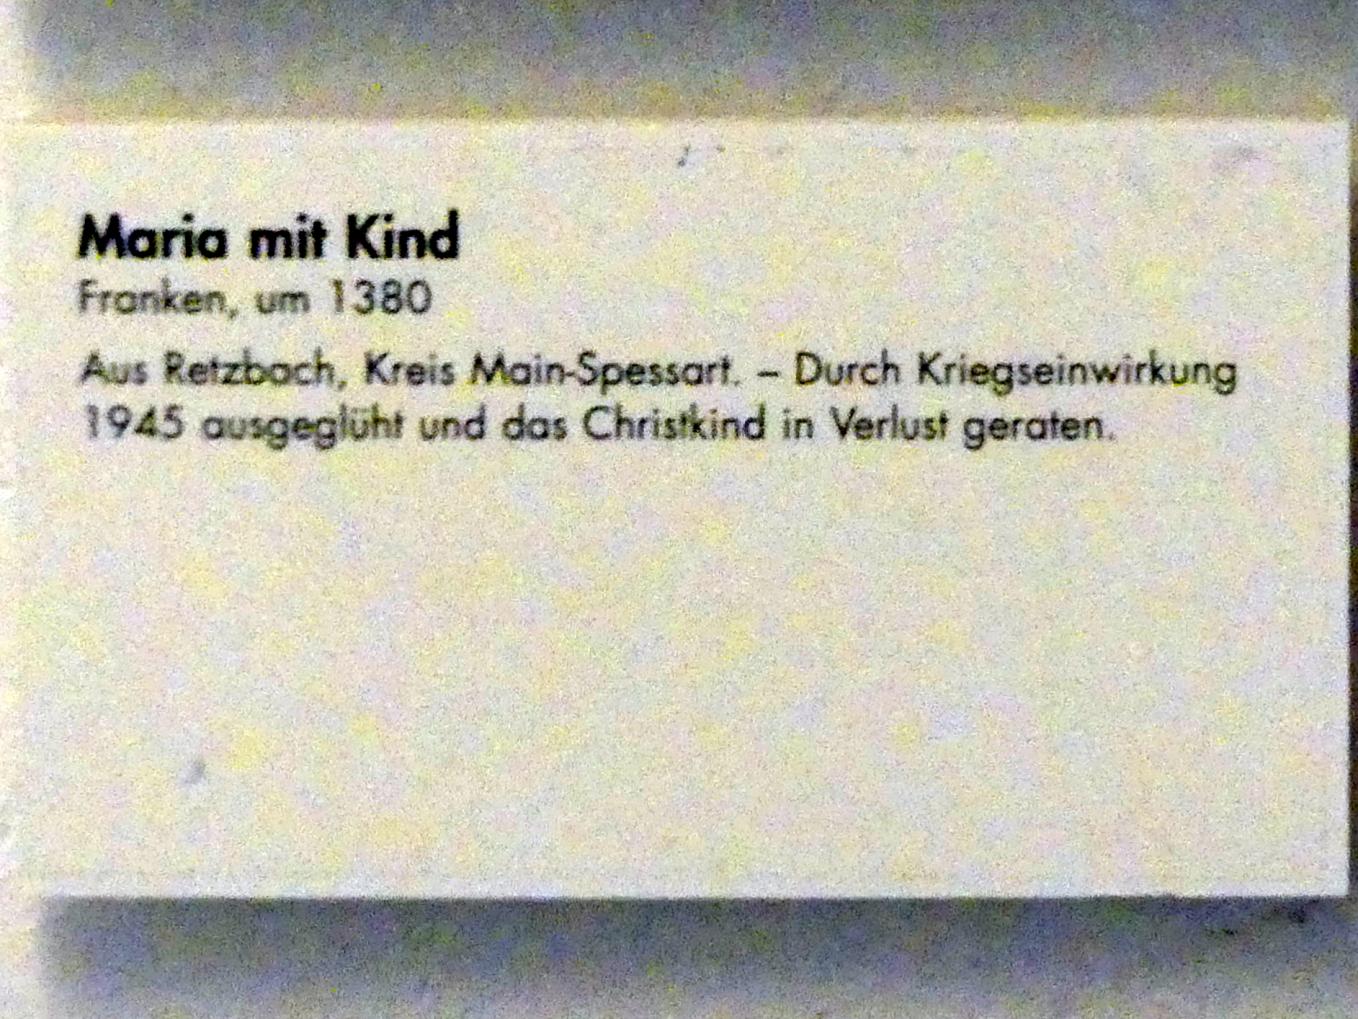 Maria mit Kind
Franken, um 1380
Aus Retzbach, Kreis Main-Spessart. – Durch Kriegseinwirkung
1945 ausgeglüht und das Christkind in Verlust geraten.